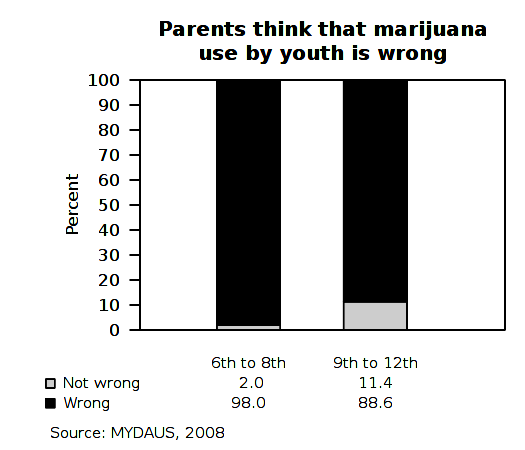 Parents think that marijuana
use by youth is wrong
100
90
80
70
60
50
40
30
20
10
0
Percent
6th to 8th 9th to 12th
Not wrong 2.0 11.4
Wrong 98.0 88.6
Source: MYDAUS, 2008